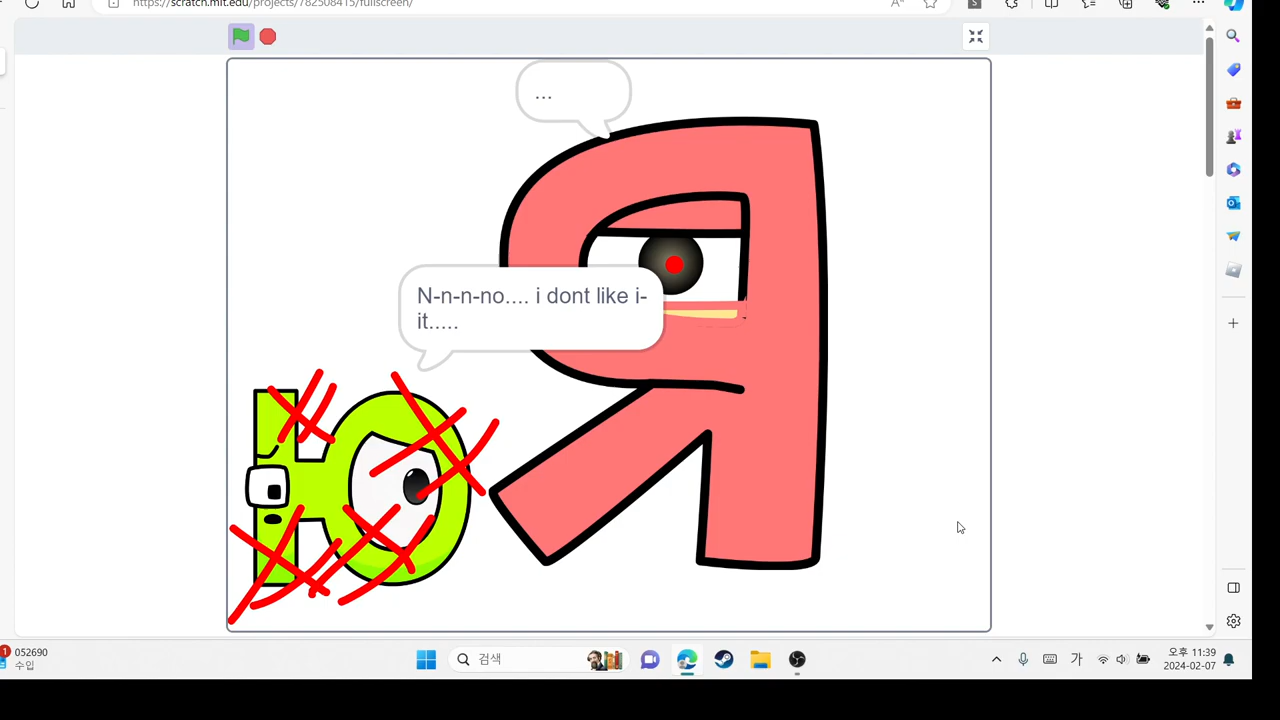 https://scratch.mit.edu/projects/782508415/fullscreen/
...
N-n-n-no.... i dont like i-
it.....
Я
Ю
1
052690
수입
검색
가
오후 11:39
2024-02-07